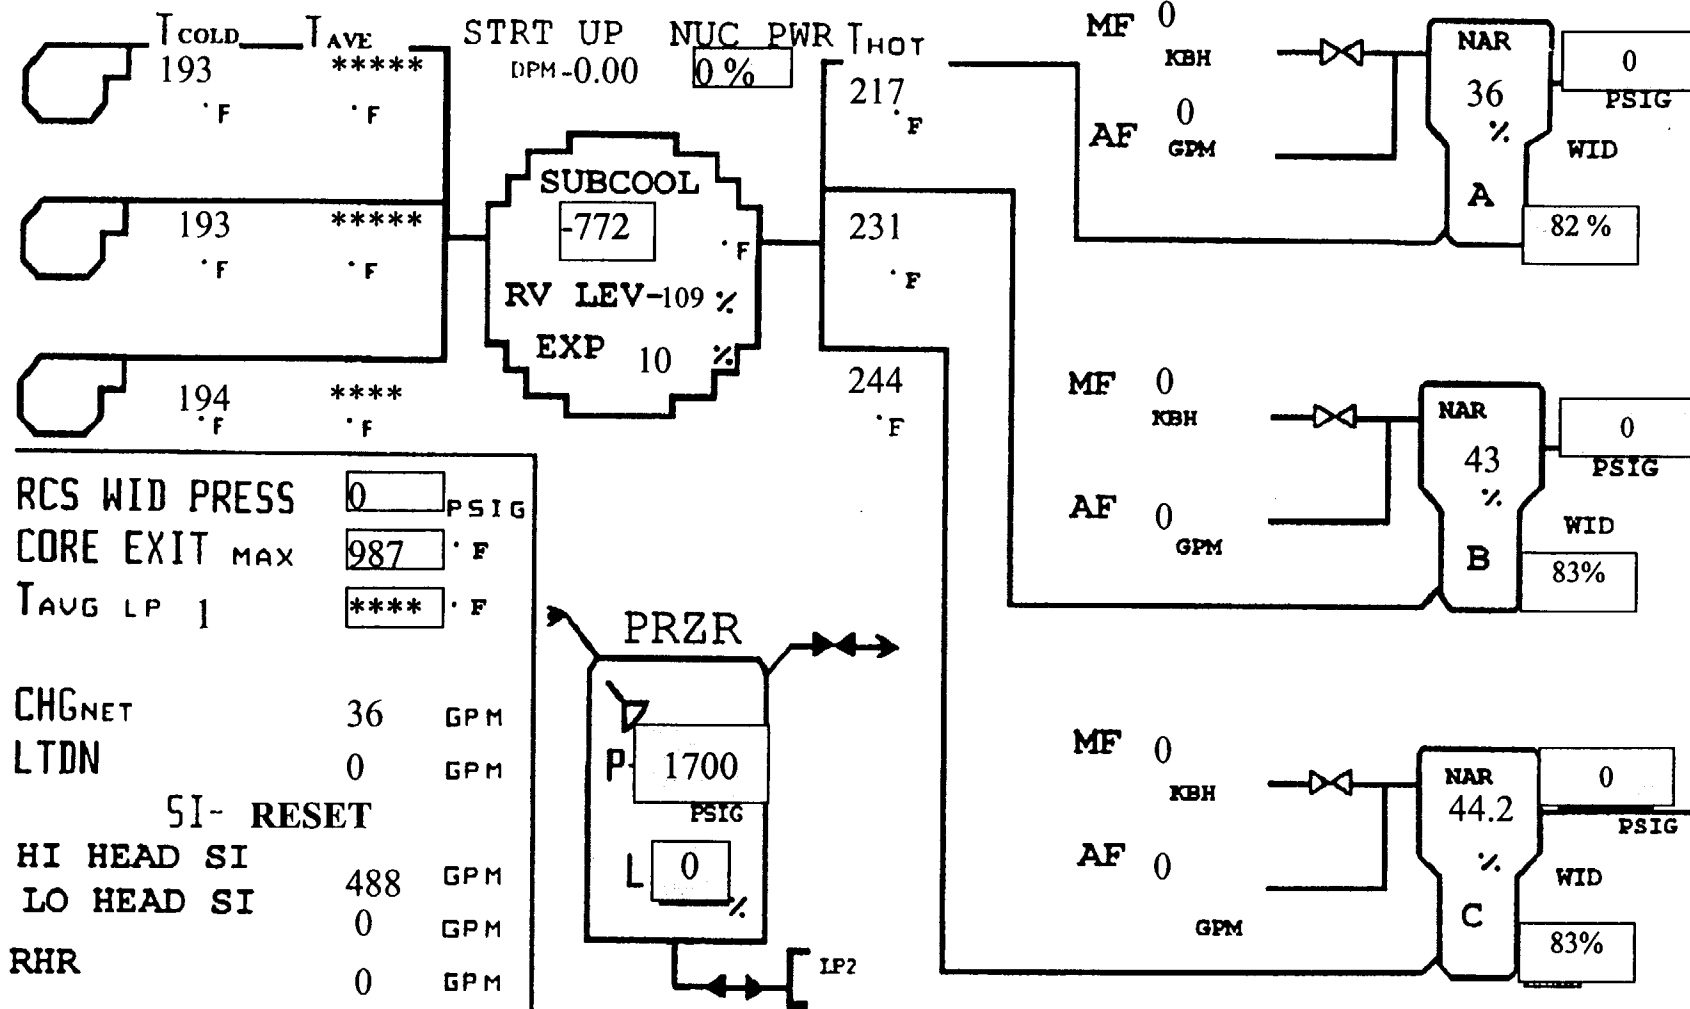 TCOLD TAVE STRT UP NUC PWR THOT
193 ***** DPM -0.00 0 % 217
°F °F °F
193 ***** SUBCOOL 231
°F °F -772 °F °F
RV LEV -109 %
EXP 10 %
194 **** 244
°F °F °F
RCS WID PRESS 0 PSIG
CORE EXIT MAX 987 °F
TAVG LP 1 **** °F
CHGNET 36 GPM
LTDN 0 GPM
SI- RESET
HI HEAD SI 488 GPM
LO HEAD SI 0 GPM
RHR 0 GPM
PRZR
P 1700
PSIG
L 0
%
LP2
MF 0
KBH
NAR
36
%
0
PSIG
AF 0
GPM
WID
A
82 %
MF 0
KBH
NAR
43
%
0
PSIG
AF 0
GPM
WID
B
83%
MF 0
KBH
NAR
44.2
%
0
PSIG
AF 0
GPM
WID
C
83%